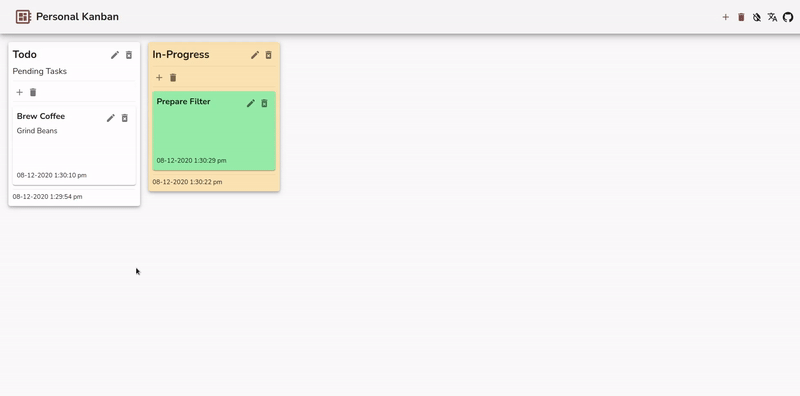 Personal Kanban
Todo
Pending Tasks
Brew Coffee
Grind Beans
08-12-2020 1:30:10 pm
08-12-2020 1:29:54 pm
In-Progress
Prepare Filter
08-12-2020 1:30:29 pm
08-12-2020 1:30:22 pm